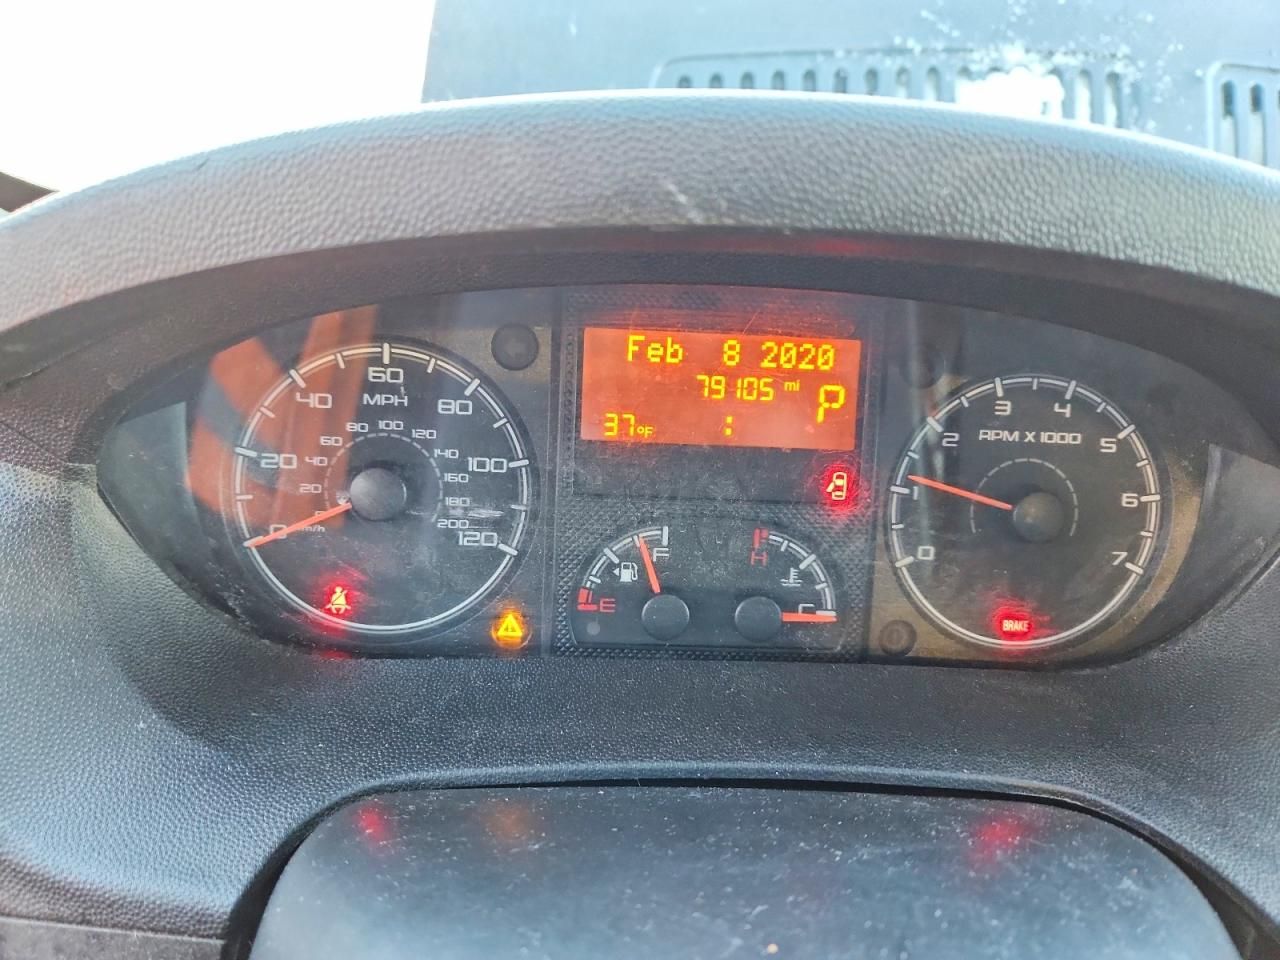 Feb 8 2020
79105 mi
P
37°F :
0 20 40 60 80 100 120
MPH
20 40 60 80 100 120 140 160 180 200
km/h
E F
H C
0 1 2 3 4 5 6 7
RPM X 1000
BRAKE